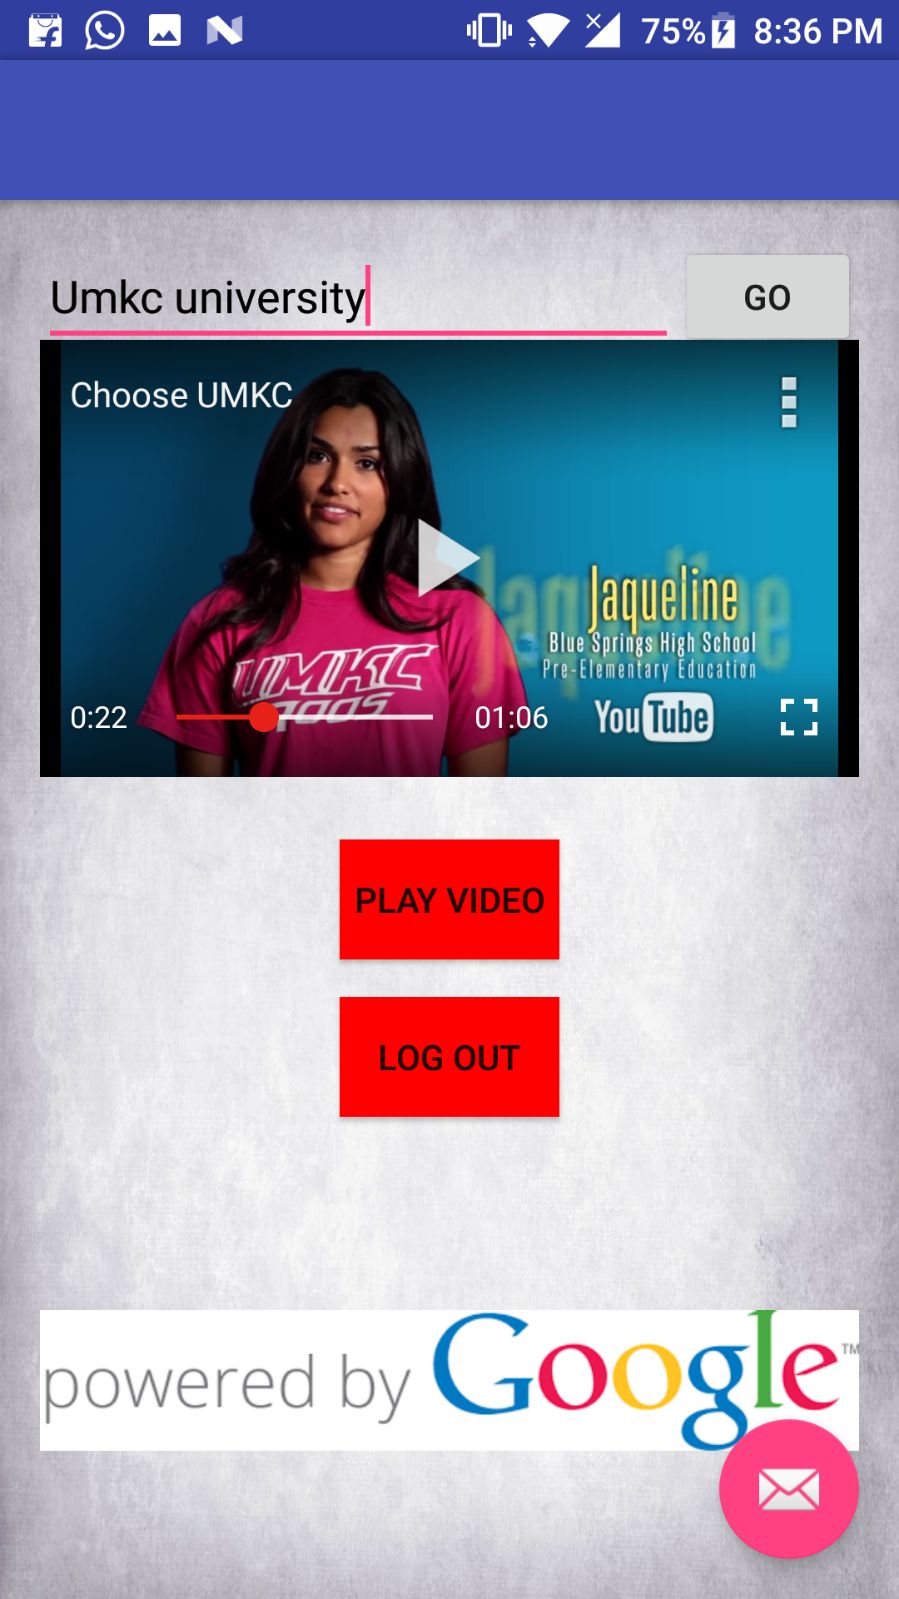 75% 8:36 PM
Umkc university
GO
Choose UMKC
Jaqueline
Blue Springs High School
Pre-Elementary Education
UMKC
ROOS
0:22
01:06
YouTube
PLAY VIDEO
LOG OUT
powered by Google™